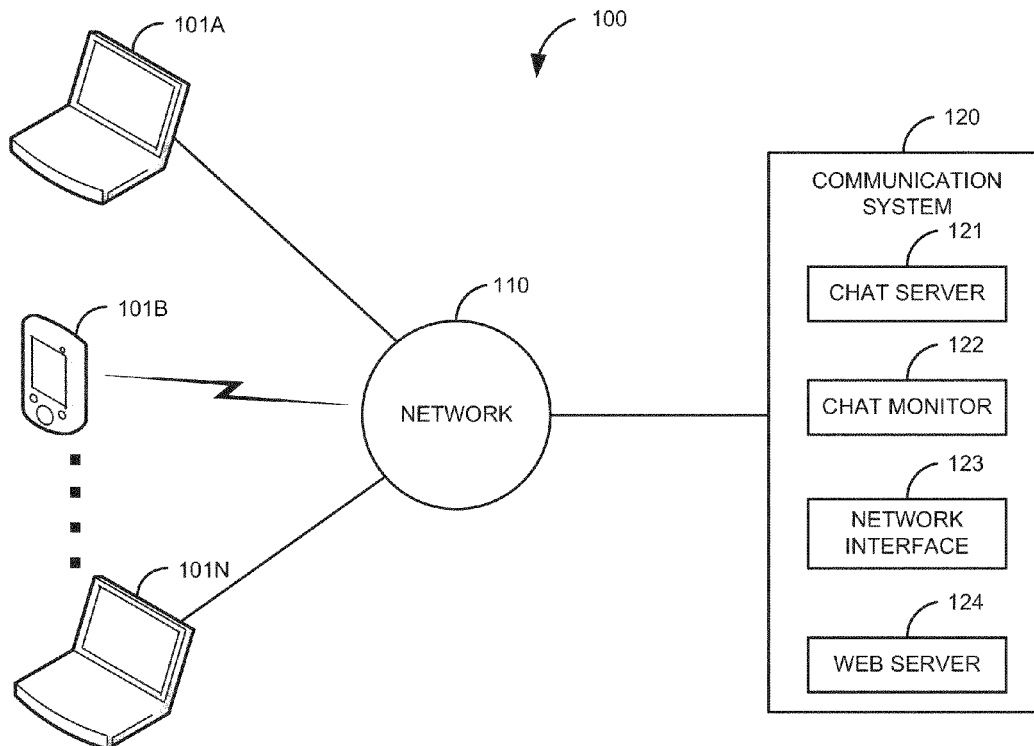 101A
100
120
COMMUNICATION
SYSTEM
121
CHAT SERVER
101B
110
122
NETWORK
CHAT MONITOR
123
NETWORK
INTERFACE
101N
124
WEB SERVER